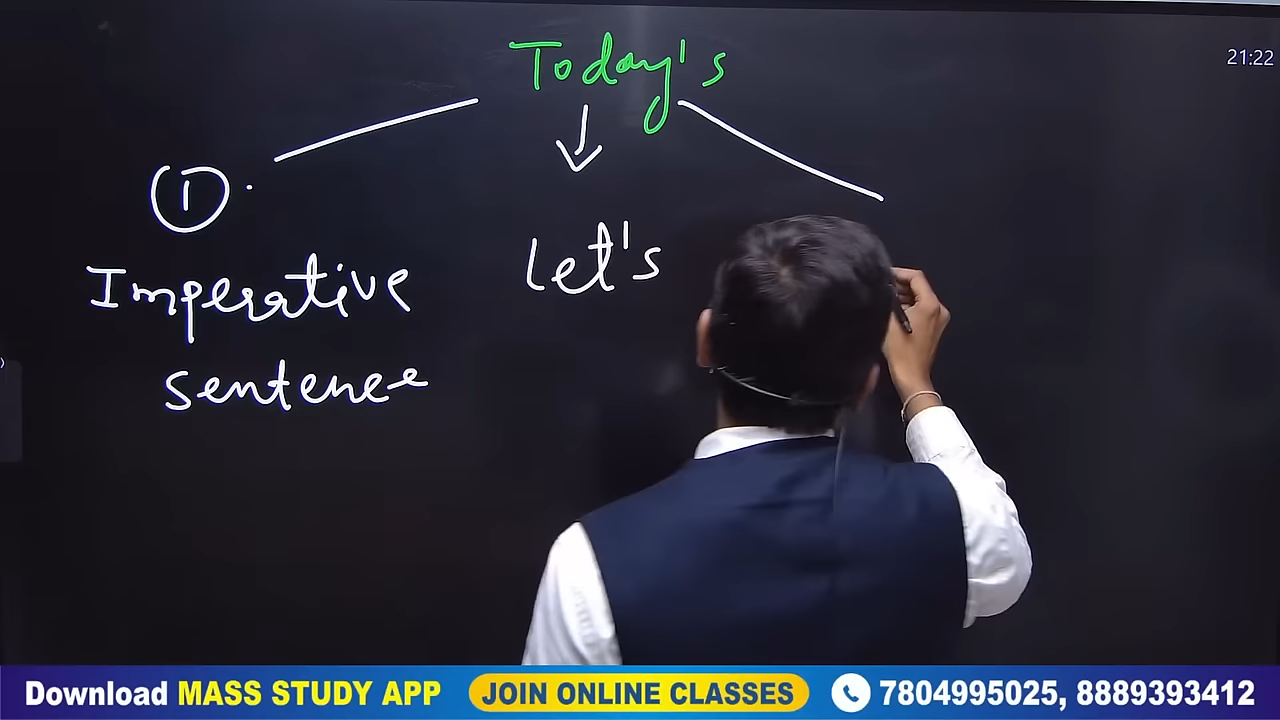 Today's
21:22
①
Let's
Imperative
sentence
Download MASS STUDY APP JOIN ONLINE CLASSES 7804995025, 8889393412